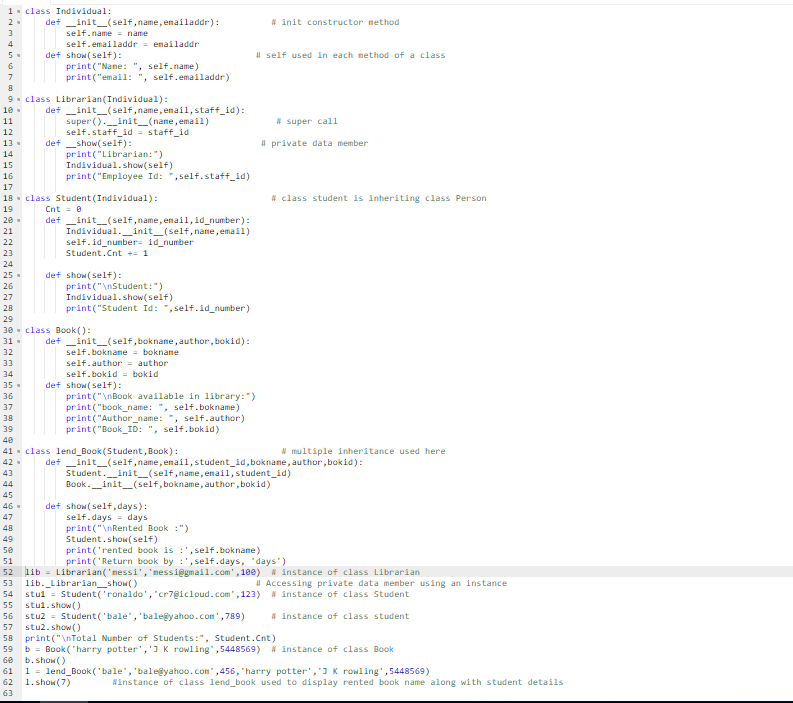 1 class Individual:
2 def __init__(self,name,emailaddr): # init constructor method
3 self.name = name
4 self.emailaddr = emailaddr
5 def show(self): # self used in each method of a class
6 print("Name: ", self.name)
7 print("email: ", self.emailaddr)
8
9 class Librarian(Individual):
10 def __init__(self,name,email,staff_id):
11 super().__init__(name,email) # super call
12 self.staff_id = staff_id
13 def __show(self): # private data member
14 print("Librarian:")
15 Individual.show(self)
16 print("Employee Id: ",self.staff_id)
17
18 class Student(Individual): # class student is inheriting class Person
19 Cnt = 0
20 def __init__(self,name,email,id_number):
21 Individual.__init__(self,name,email)
22 self.id_number= id_number
23 Student.Cnt += 1
24
25 def show(self):
26 print("\nStudent:")
27 Individual.show(self)
28 print("Student Id: ",self.id_number)
29
30 class Book():
31 def __init__(self,bokname,author,bokid):
32 self.bokname = bokname
33 self.author = author
34 self.bokid = bokid
35 def show(self):
36 print("\nBook available in library:")
37 print("book_name: ", self.bokname)
38 print("Author_name: ", self.author)
39 print("Book_ID: ", self.bokid)
40
41 class lend_Book(Student,Book): # multiple inheritance used here
42 def __init__(self,name,email,student_id,bokname,author,bokid):
43 Student.__init__(self,name,email,student_id)
44 Book.__init__(self,bokname,author,bokid)
45
46 def show(self,days):
47 self.days = days
48 print("\nRented Book :")
49 Student.show(self)
50 print('rented book is :',self.bokname)
51 print('Return book by :',self.days, 'days')
52 lib = Librarian('messi','messi@gmail.com',100) # instance of class Librarian
53 lib._Librarian__show() # Accessing private data member using an instance
54 stu1 = Student('ronaldo','cr7@icloud.com',123) # instance of class Student
55 stu1.show()
56 stu2 = Student('bale','bale@yahoo.com',789) # instance of class student
57 stu2.show()
58 print("\nTotal Number of Students:", Student.Cnt)
59 b = Book('harry potter','J K rowling',5448569) # instance of class Book
60 b.show()
61 l = lend_Book('bale','bale@yahoo.com',456,'harry potter','J K rowling',5448569)
62 l.show(7) #instance of class lend_book used to display rented book name along with student details
63